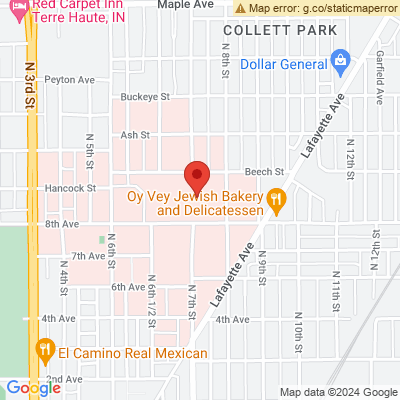 Map error: g.co/staticmaperror
Red Carpet Inn
Terre Haute, IN
Maple Ave
COLLETT PARK
N 3rd St
N 8th St
Dollar General
Garfield Ave
Peyton Ave
Buckeye St
Lafayette Ave
Ash St
N 5th St
N 12th St
Beech St
Hancock St
Oy Vey Jewish Bakery
and Delicatessen
8th Ave
N 12th St
7th Ave
N 6th St
Lafayette Ave
N 9th St
N 4th St
6th Ave
N 6th 1/2 St
N 7th St
N 11th St
4th Ave
4th Ave
N 10th St
El Camino Real Mexican
2nd Ave
Google
Map data ©2024 Google